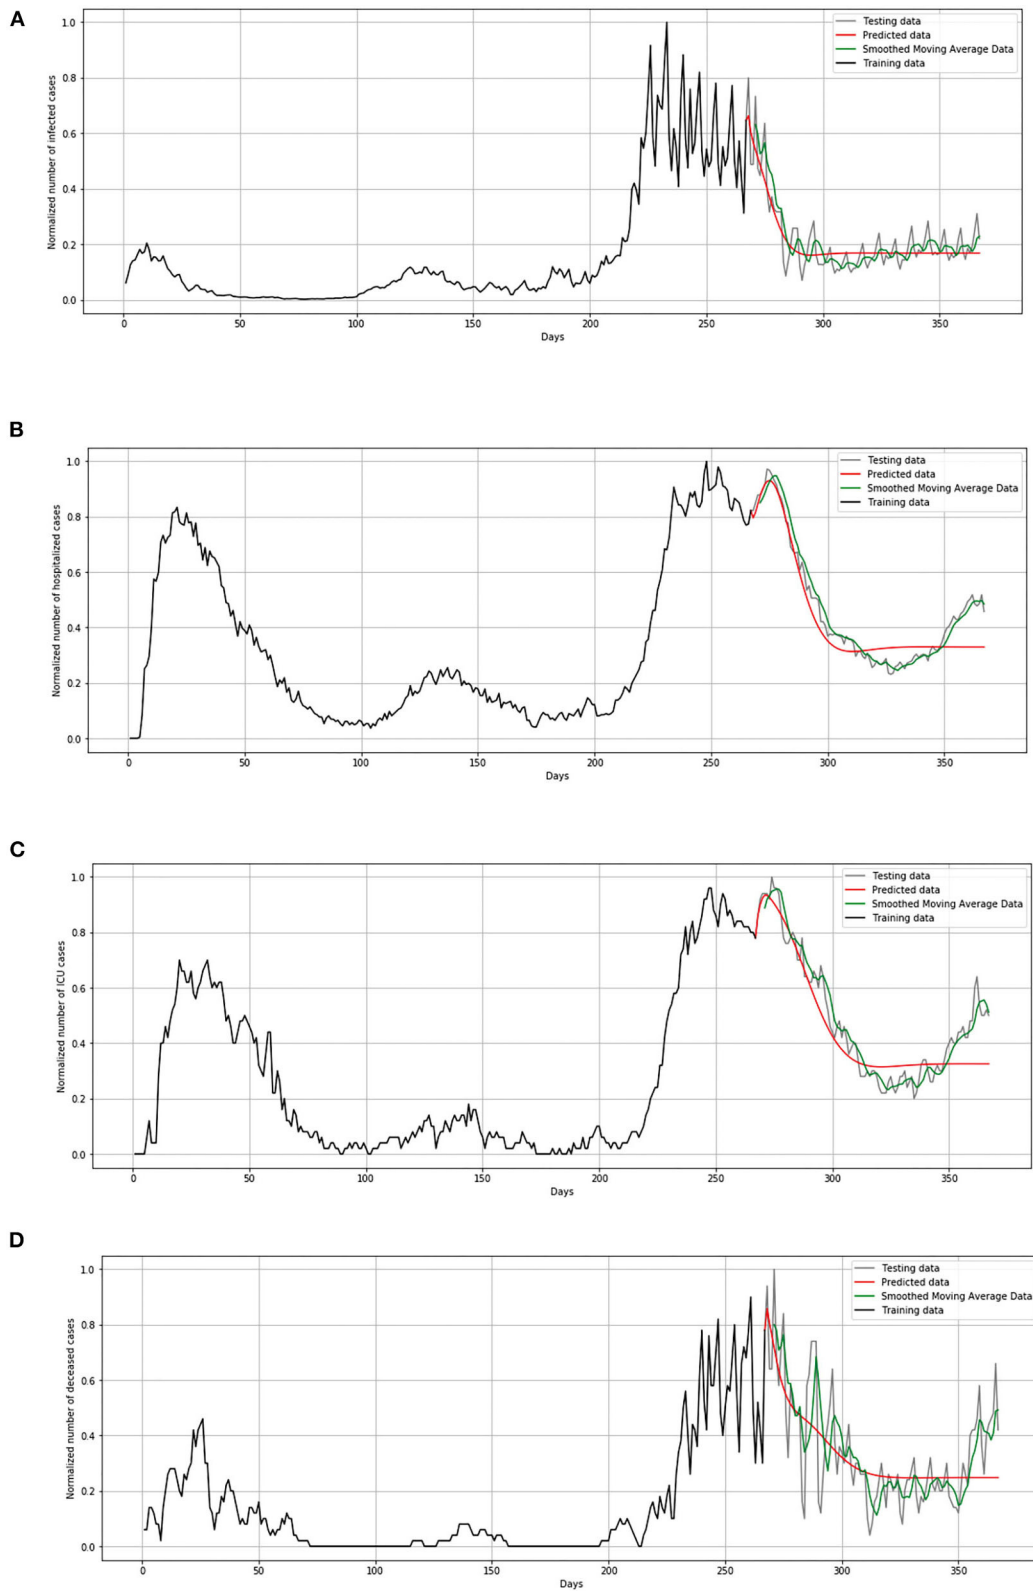 A
Normalized number of infected cases
1.0
0.8
0.6
0.4
0.2
0.0
Testing data
Predicted data
Smoothed Moving Average Data
Training data
0 50 100 150 200 250 300 350
Days
B
Normalized number of hospitalized cases
1.0
0.8
0.6
0.4
0.2
0.0
Testing data
Predicted data
Smoothed Moving Average Data
Training data
0 50 100 150 200 250 300 350
Days
C
Normalized number of ICU cases
1.0
0.8
0.6
0.4
0.2
0.0
Testing data
Predicted data
Smoothed Moving Average Data
Training data
0 50 100 150 200 250 300 350
Days
D
Normalized number of deceased cases
1.0
0.8
0.6
0.4
0.2
0.0
Testing data
Predicted data
Smoothed Moving Average Data
Training data
0 50 100 150 200 250 300 350
Days